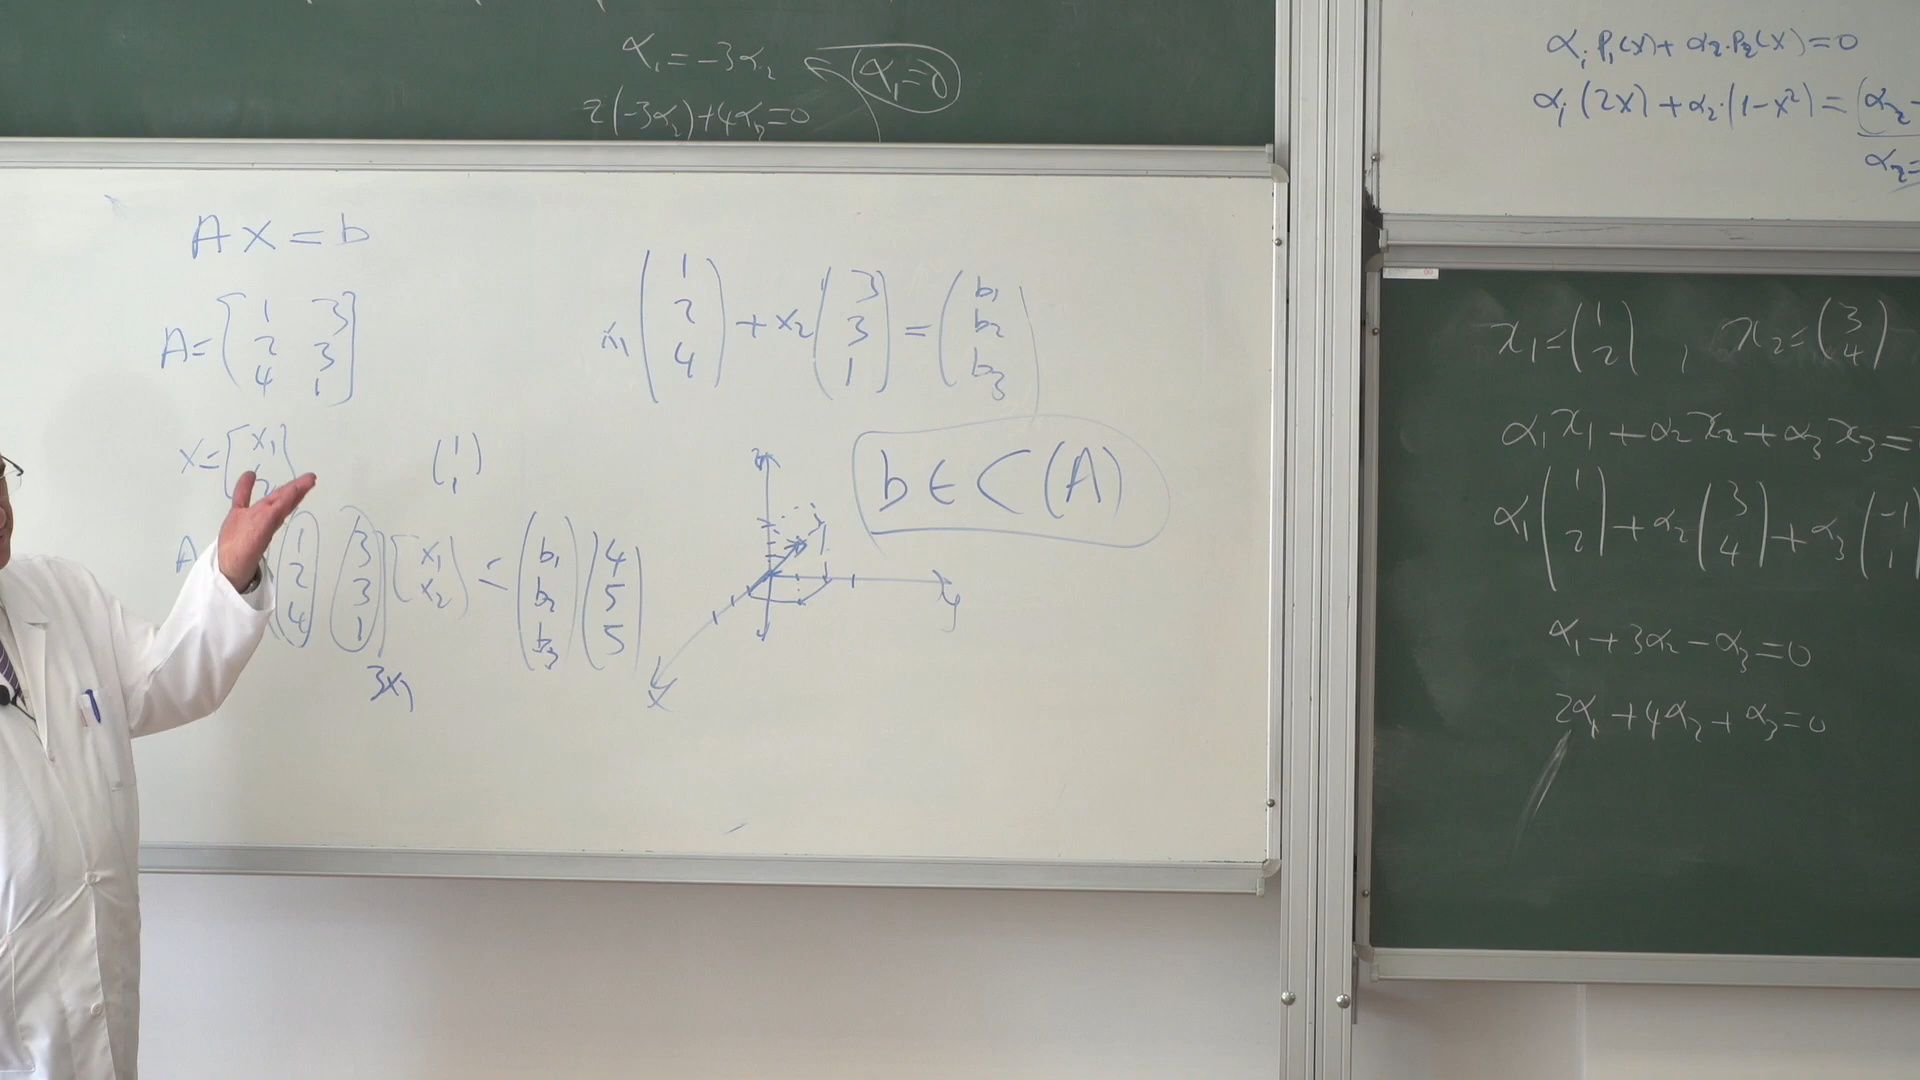 α₁ = -3α₂
α₁=0
2(-3α₂)+4α₂=0
A x = b
A= [ 1 3
2 3
4 1 ]
x₁ ( 1 2 4 ) + x₂ ( 3 3 1 ) = ( b₁ b₂ b₃ )
x= [ x₁
( 1 1 )
b ∈ C (A)
A
( 1 2 4 ) ( 3 3 1 ) [ x₁ x₂ ] = ( b₁ b₂ b₃ ) ( 4 5 5 )
y
x
α₁ P₁(x)+ α₂·P₂(x)=0
α₁ (2x) + α₂·(1-x²) =
α₂=
x₁=( 1 2 ) , x₂=( 3 4 )
α₁x₁ + α₂x₂ + α₃x₃ =
α₁ ( 1 2 ) + α₂ ( 3 4 ) + α₃ ( -1 1
α₁ + 3α₂ - α₃ = 0
2α₁ + 4α₂ + α₃ = 0